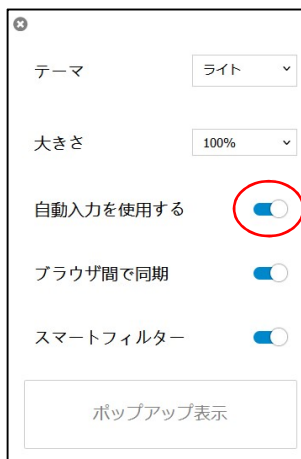 テーマ
ライト
大きさ
100%
自動入力を使用する
ブラウザ間で同期
スマートフィルター
ポップアップ表示